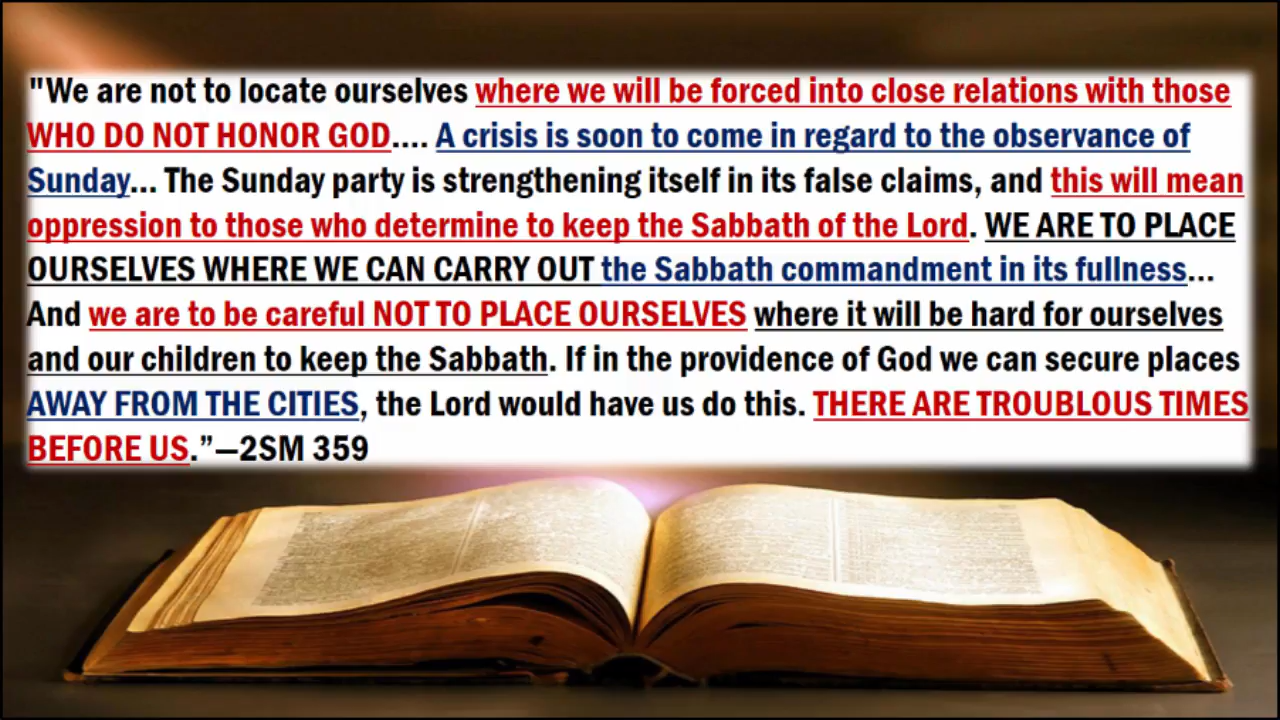 "We are not to locate ourselves where we will be forced into close relations with those
WHO DO NOT HONOR GOD.... A crisis is soon to come in regard to the observance of
Sunday... The Sunday party is strengthening itself in its false claims, and this will mean
oppression to those who determine to keep the Sabbath of the Lord. WE ARE TO PLACE
OURSELVES WHERE WE CAN CARRY OUT the Sabbath commandment in its fullness...
And we are to be careful NOT TO PLACE OURSELVES where it will be hard for ourselves
and our children to keep the Sabbath. If in the providence of God we can secure places
AWAY FROM THE CITIES, the Lord would have us do this. THERE ARE TROUBLOUS TIMES
BEFORE US.”—2SM 359